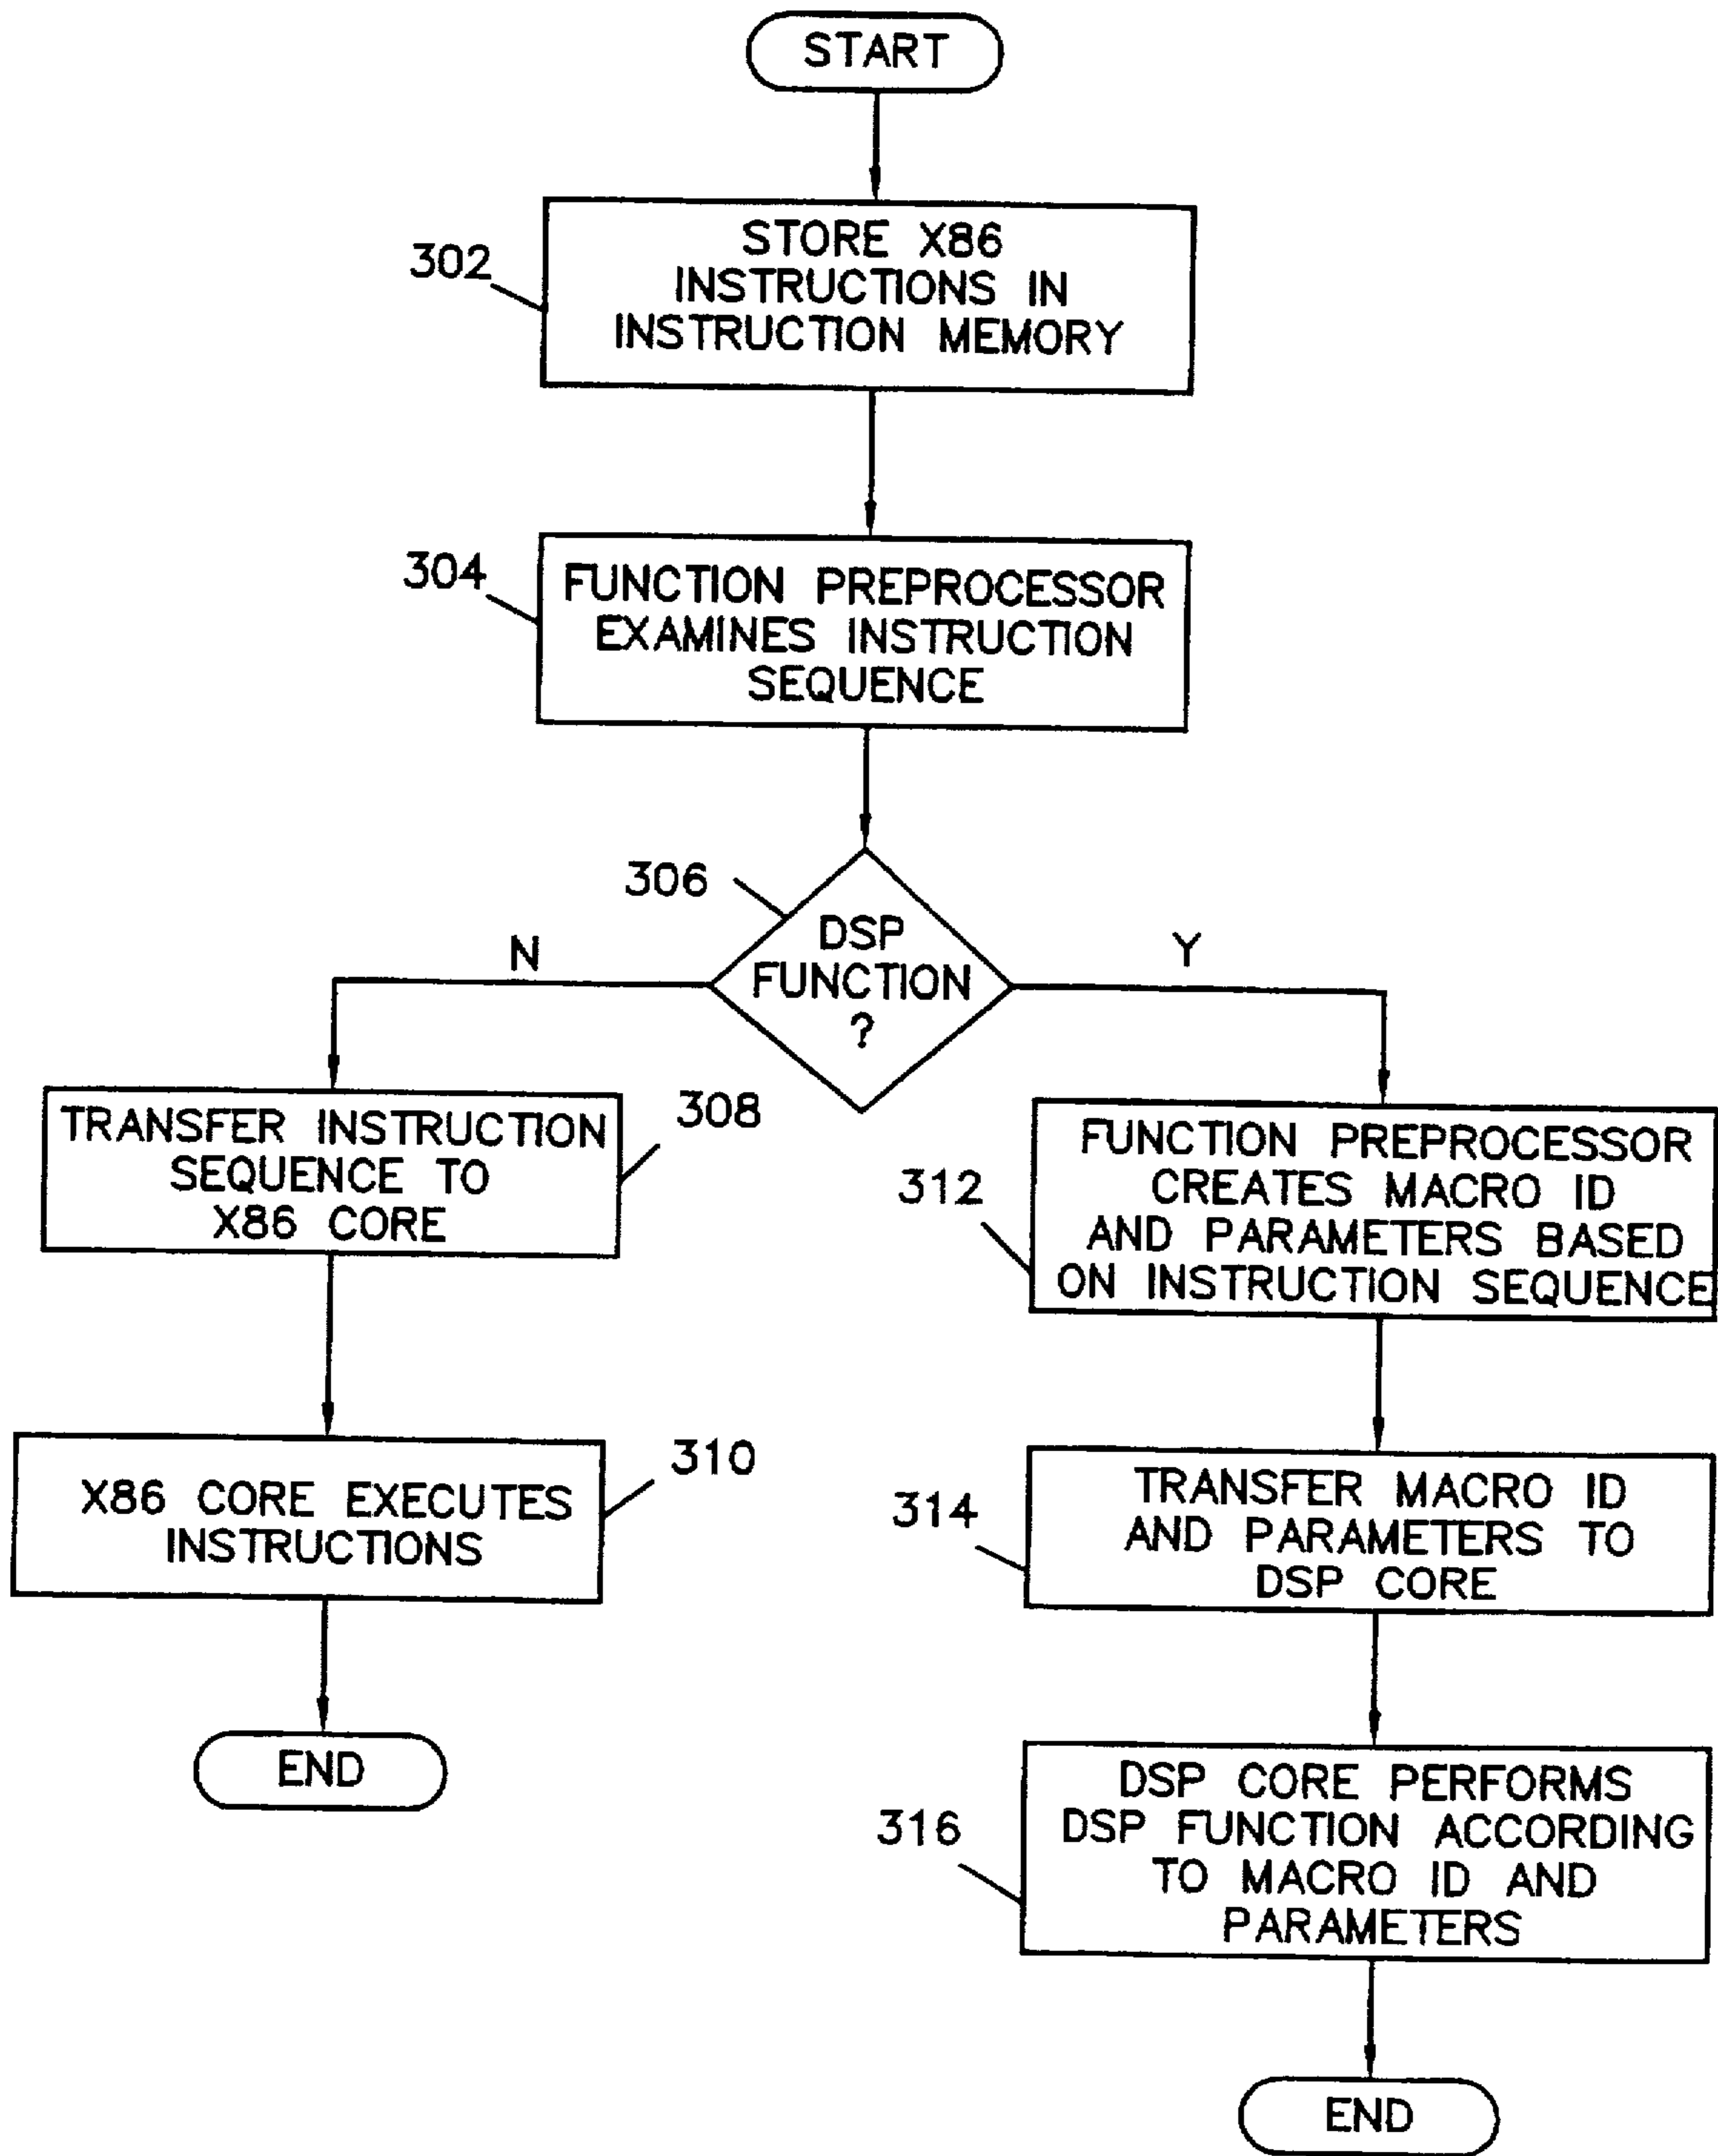 START
302
STORE X86
INSTRUCTIONS IN
INSTRUCTION MEMORY
304
FUNCTION PREPROCESSOR
EXAMINES INSTRUCTION
SEQUENCE
306
DSP
FUNCTION
?
N
Y
TRANSFER INSTRUCTION
SEQUENCE TO
X86 CORE
308
X86 CORE EXECUTES
INSTRUCTIONS
310
END
312
FUNCTION PREPROCESSOR
CREATES MACRO ID
AND PARAMETERS BASED
ON INSTRUCTION SEQUENCE
314
TRANSFER MACRO ID
AND PARAMETERS TO
DSP CORE
316
DSP CORE PERFORMS
DSP FUNCTION ACCORDING
TO MACRO ID AND
PARAMETERS
END